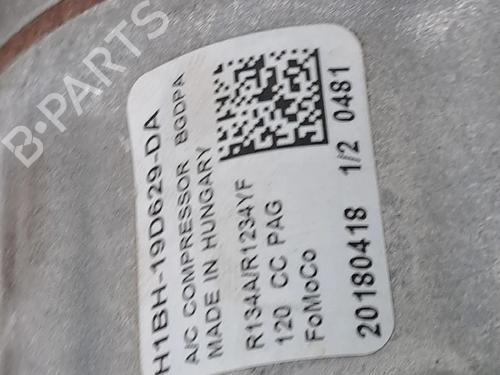 B-PARTS
H1BH-19D629-DA
A/C COMPRESSOR BGDPA
MADE IN HUNGARY
R134A/R1234YF
120 CC PAG
FoMoCo
20180418 1/2 0481